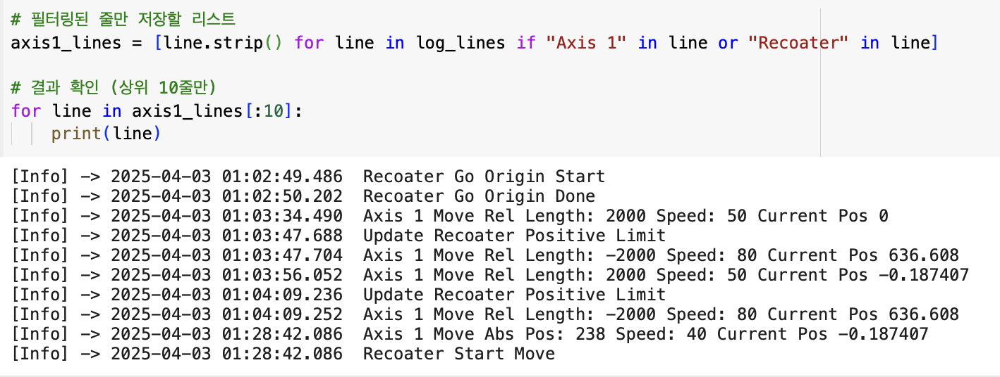 # 필터링된 줄만 저장할 리스트
axis1_lines = [line.strip() for line in log_lines if "Axis 1" in line or "Recoater" in line]
# 결과 확인 (상위 10줄만)
for line in axis1_lines[:10]:
    print(line)
[Info] -> 2025-04-03 01:02:49.486  Recoater Go Origin Start
[Info] -> 2025-04-03 01:02:50.202  Recoater Go Origin Done
[Info] -> 2025-04-03 01:03:34.490  Axis 1 Move Rel Length: 2000 Speed: 50 Current Pos 0
[Info] -> 2025-04-03 01:03:47.688  Update Recoater Positive Limit
[Info] -> 2025-04-03 01:03:47.704  Axis 1 Move Rel Length: -2000 Speed: 80 Current Pos 636.608
[Info] -> 2025-04-03 01:03:56.052  Axis 1 Move Rel Length: 2000 Speed: 50 Current Pos -0.187407
[Info] -> 2025-04-03 01:04:09.236  Update Recoater Positive Limit
[Info] -> 2025-04-03 01:04:09.252  Axis 1 Move Rel Length: -2000 Speed: 80 Current Pos 636.608
[Info] -> 2025-04-03 01:28:42.086  Axis 1 Move Abs Pos: 238 Speed: 40 Current Pos -0.187407
[Info] -> 2025-04-03 01:28:42.086  Recoater Start Move